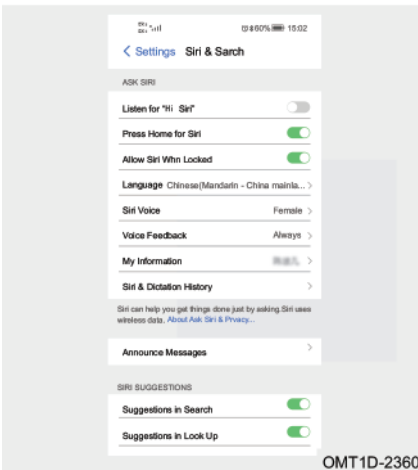 60% 15:02
Settings Siri & Sarch
ASK SIRI
Listen for "Hi Siri"
Press Home for Siri
Allow Siri Whn Locked
Language Chinese(Mandarin - China mainla...
Siri Voice Female
Voice Feedback Always
My Information
Siri & Dictation History
Siri can help you get things done just by asking.Siri uses
wireless data. About Ask Siri & Prvacy...
Announce Messages
SIRI SUGGESTIONS
Suggestions in Search
Suggestions in Look Up
OMT1D-2360